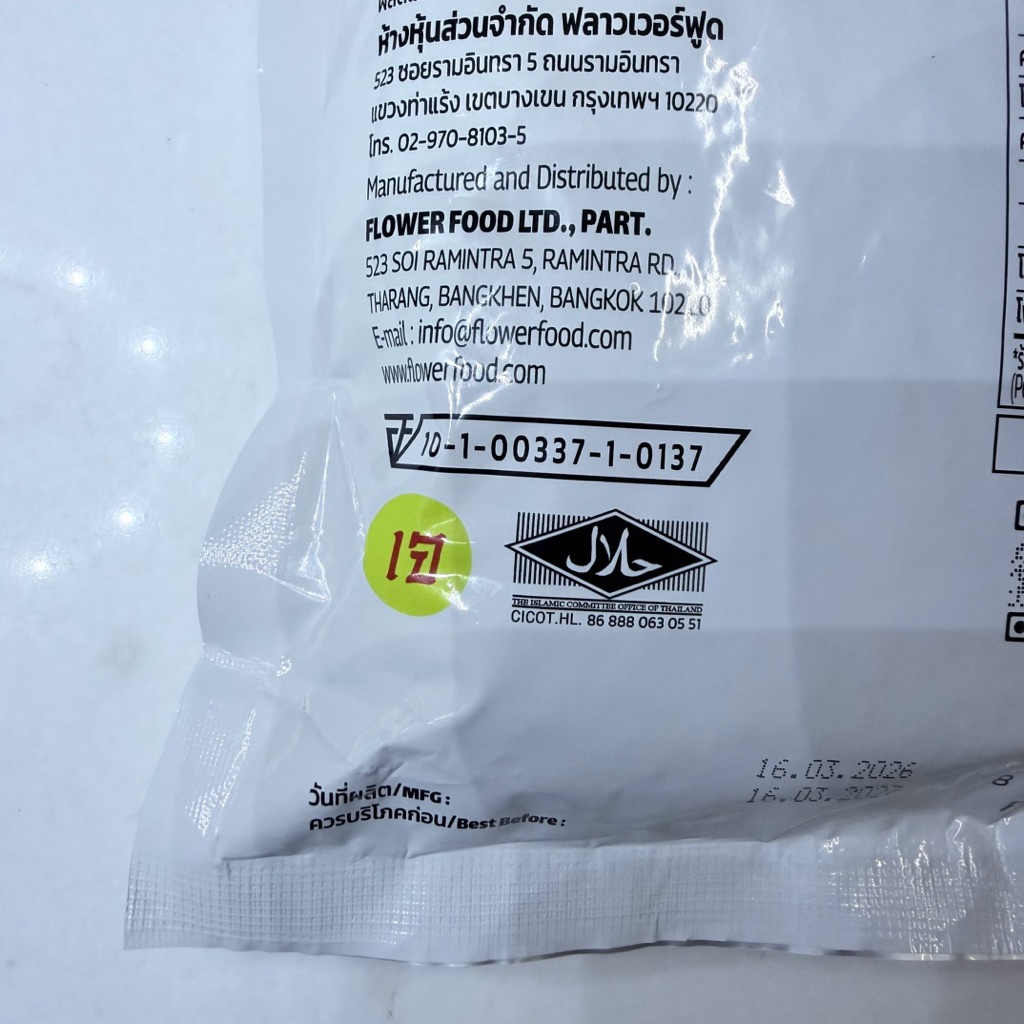 ห้างหุ้นส่วนจำกัด ฟลาวเวอร์ฟูด
523 ซอยรามอินทรา 5 ถนนรามอินทรา
แขวงท่าแร้ง เขตบางเขน กรุงเทพฯ 10220
โทร. 02-970-8103-5
Manufactured and Distributed by :
FLOWER FOOD LTD., PART.
523 SOI RAMINTRA 5, RAMINTRA RD.,
THARANG, BANGKHEN, BANGKOK 10220
E-mail : info@flowerfood.com
www.flowerfood.com
10-1-00337-1-0137
เจ
حلال
THE ISLAMIC COMMITTEE OFFICE OF THAILAND
CICOT.HL. 86 888 063 05 51
วันที่ผลิต/MFG : 16.03.2026
ควรบริโภคก่อน/Best Before : 16.03.2027